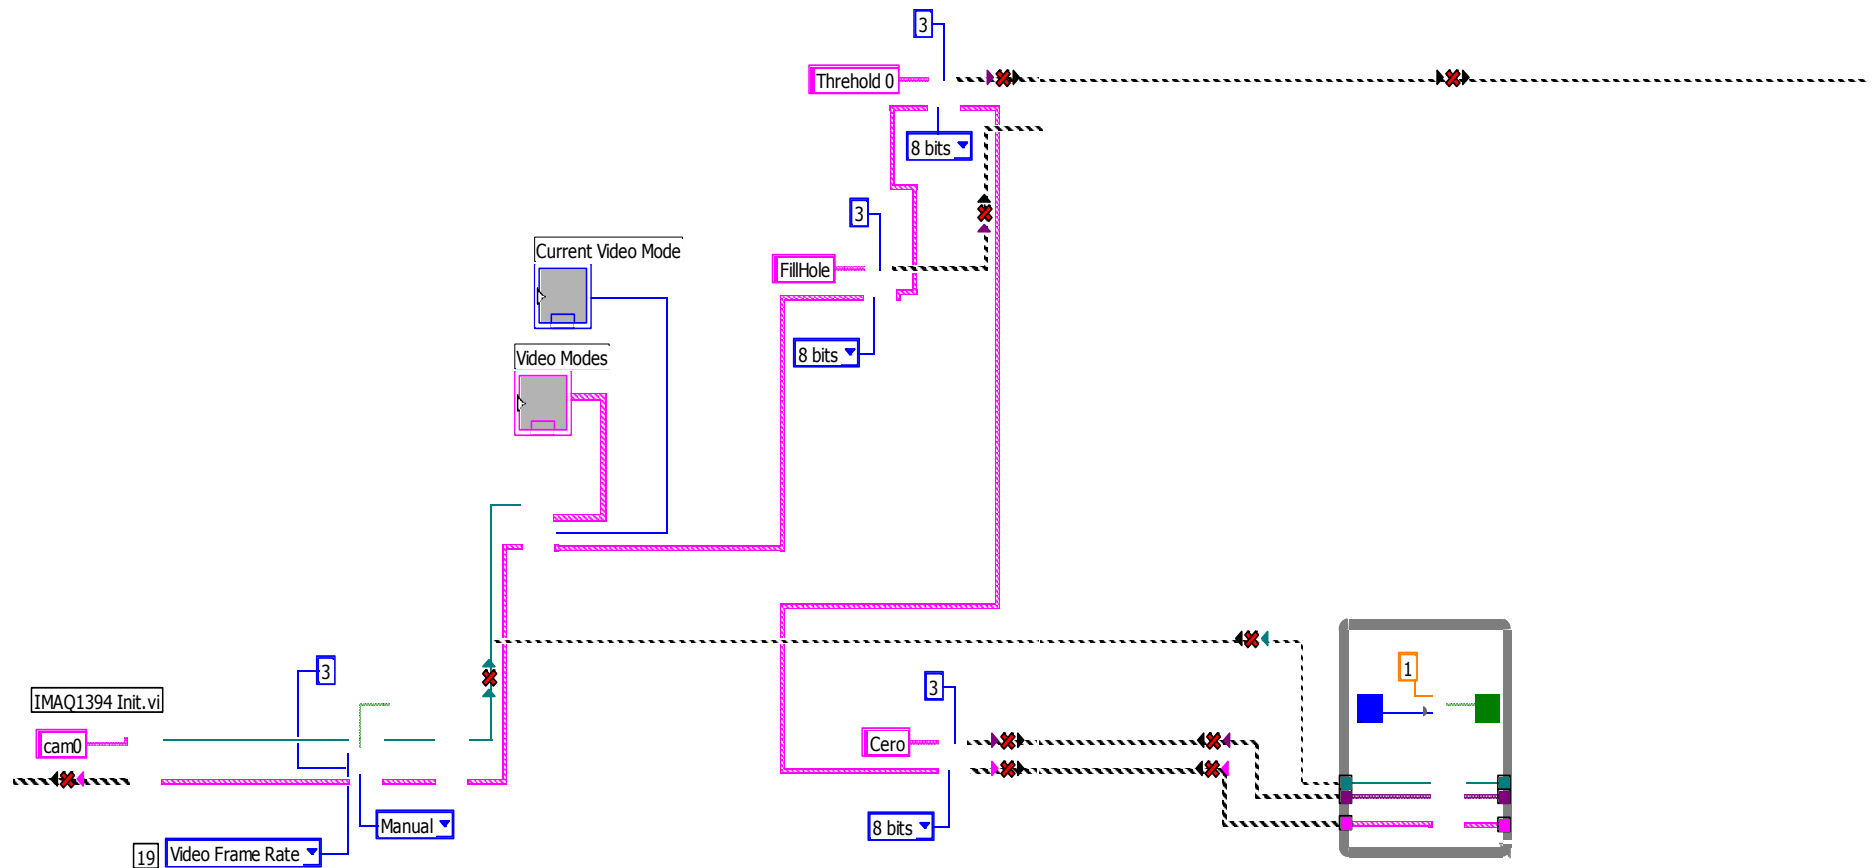 3
Threhold 0
8 bits
3
Current Video Mode
FillHole
8 bits
Video Modes
3
1
3
IMAQ1394 Init.vi
cam0
Cero
Manual
8 bits
19
Video Frame Rate